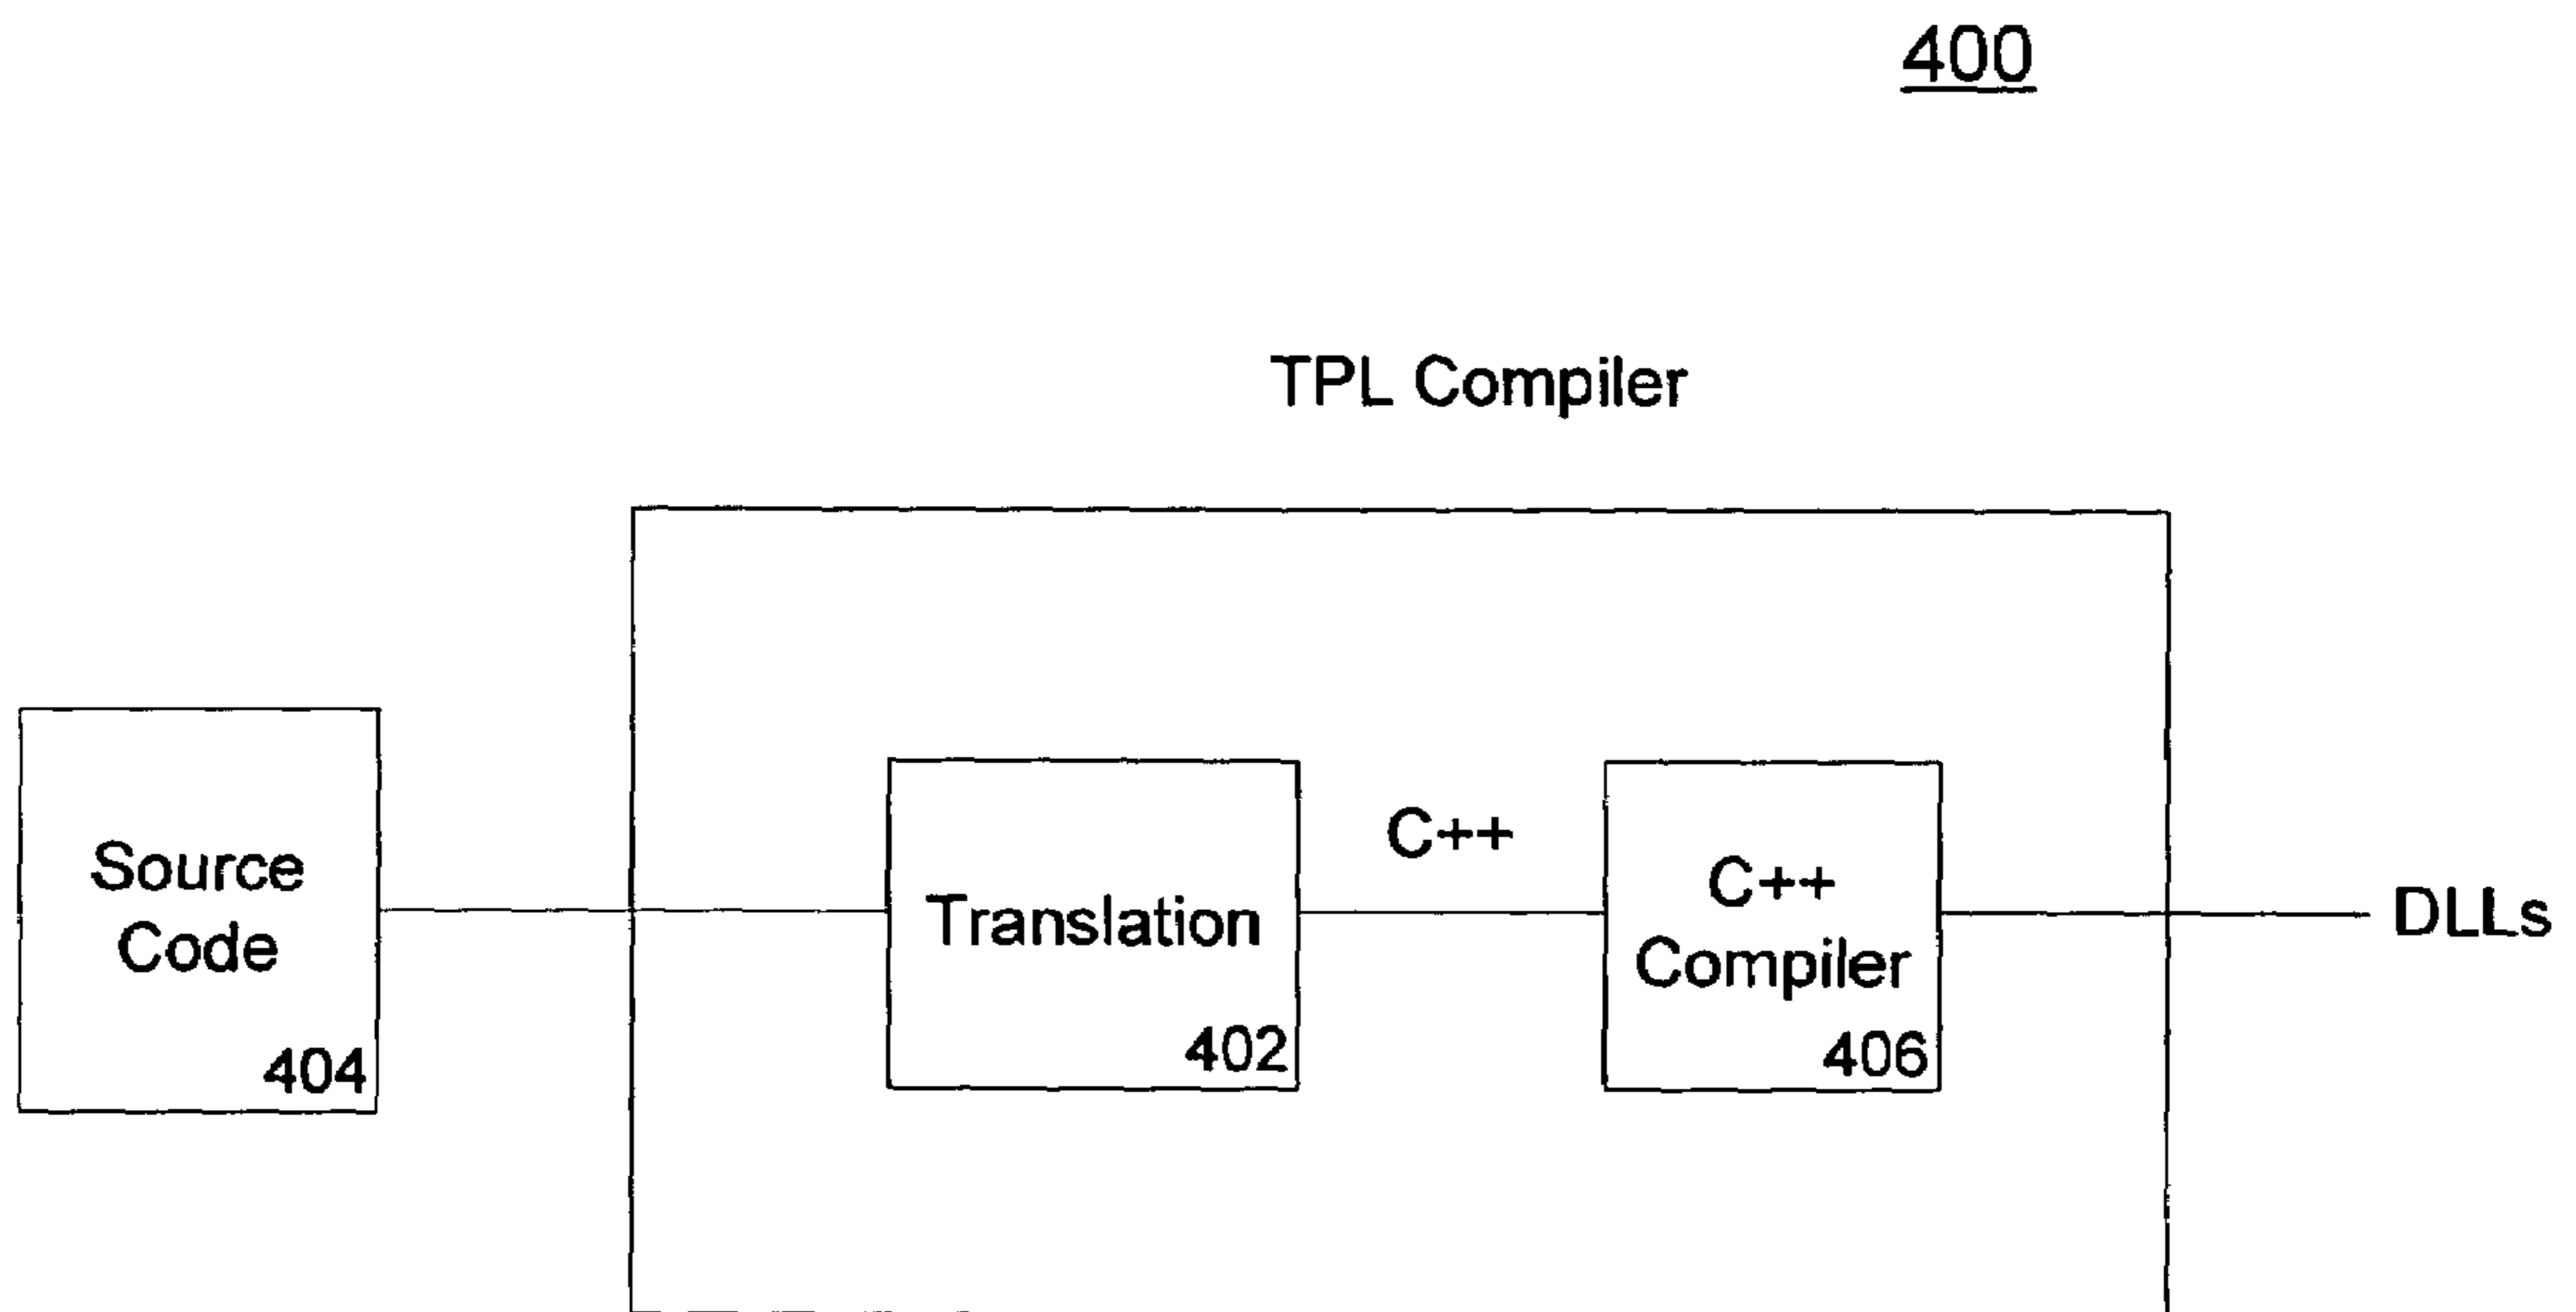 400
TPL Compiler
Source
Code
404
Translation
402
C++
C++
Compiler
406
DLLs